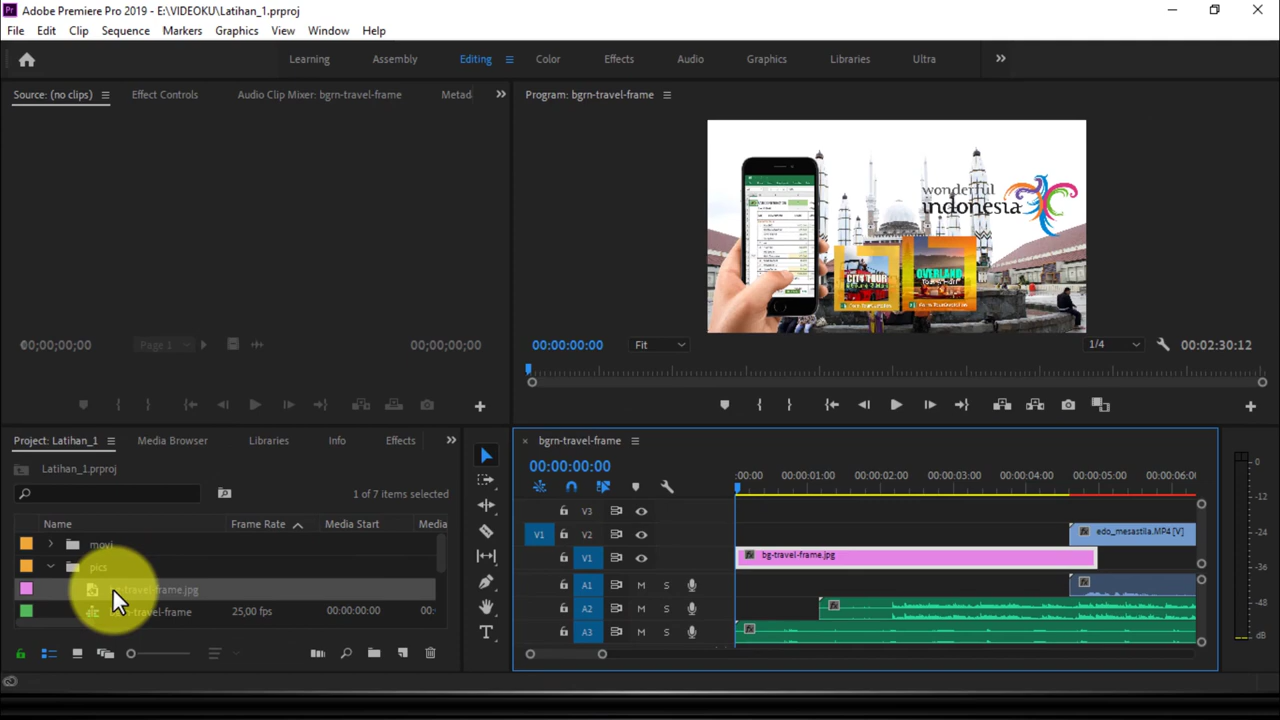 Adobe Premiere Pro 2019 - E:\VIDEOKU\Latihan_1.prproj
File Edit Clip Sequence Markers Graphics View Window Help
Learning Assembly Editing Color Effects Audio Graphics Libraries Ultra
Source: (no clips) Effect Controls Audio Clip Mixer: bgrn-travel-frame Metad
Program: bgrn-travel-frame
wonderful
indonesia
CITY TOUR
OVERLAND
00;00;00;00 Page 1 00;00;00;00
00:00:00:00 Fit 1/4 00:02:30:12
Project: Latihan_1 Media Browser Libraries Info Effects
Latihan_1.prproj
1 of 7 items selected
Name Frame Rate Media Start Media
movi
pics
travel-frame.jpg
-travel-frame 25,00 fps 00:00:00:00 00:
bgrn-travel-frame
00:00:00:00
:00:00 00:00:01:00 00:00:02:00 00:00:03:00 00:00:04:00 00:00:05:00 00:00:06:0
V3
V1 V2 edo_mesastila.MP4 [V]
V1 bg-travel-frame.jpg
A1 M S
A2 M S
A3 M S
0
-12
-24
-36
-48
dB